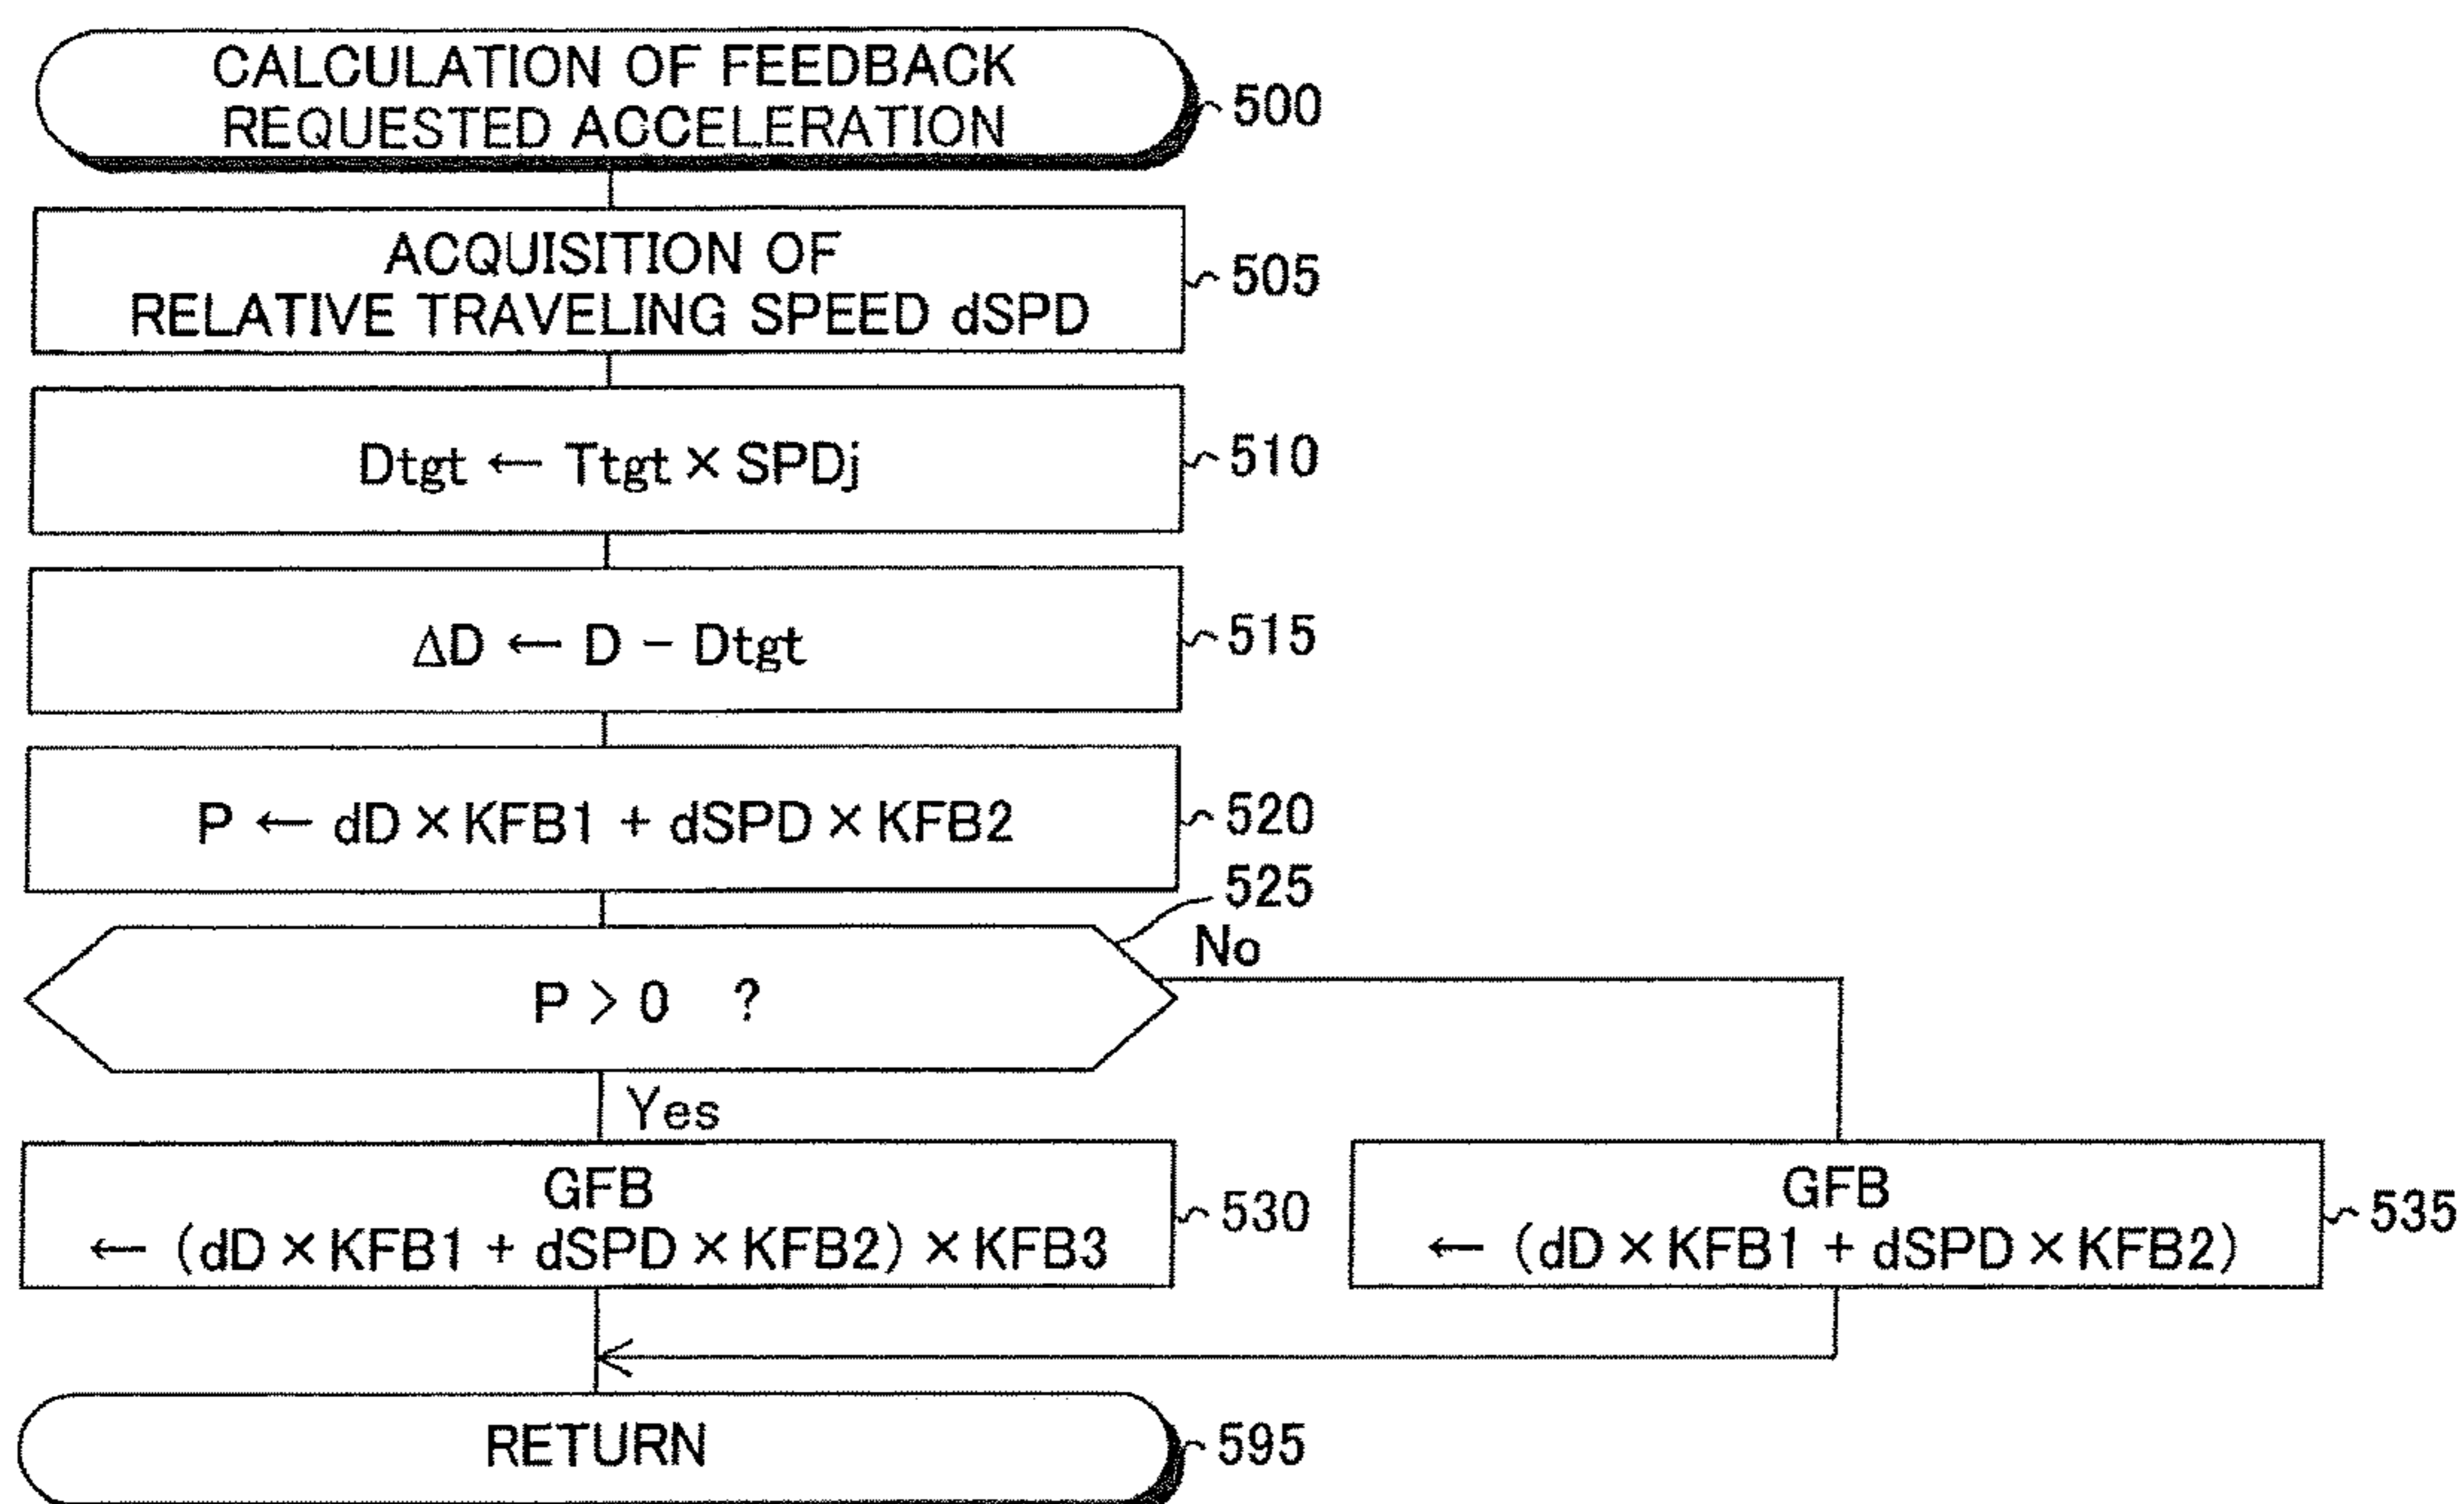 CALCULATION OF FEEDBACK
REQUESTED ACCELERATION
500
ACQUISITION OF
RELATIVE TRAVELING SPEED dSPD
505
Dtgt ← Ttgt × SPDj
510
ΔD ← D − Dtgt
515
P ← dD × KFB1 + dSPD × KFB2
520
525
P > 0 ?
No
Yes
GFB
← (dD × KFB1 + dSPD × KFB2) × KFB3
530
GFB
← (dD × KFB1 + dSPD × KFB2)
535
RETURN
595